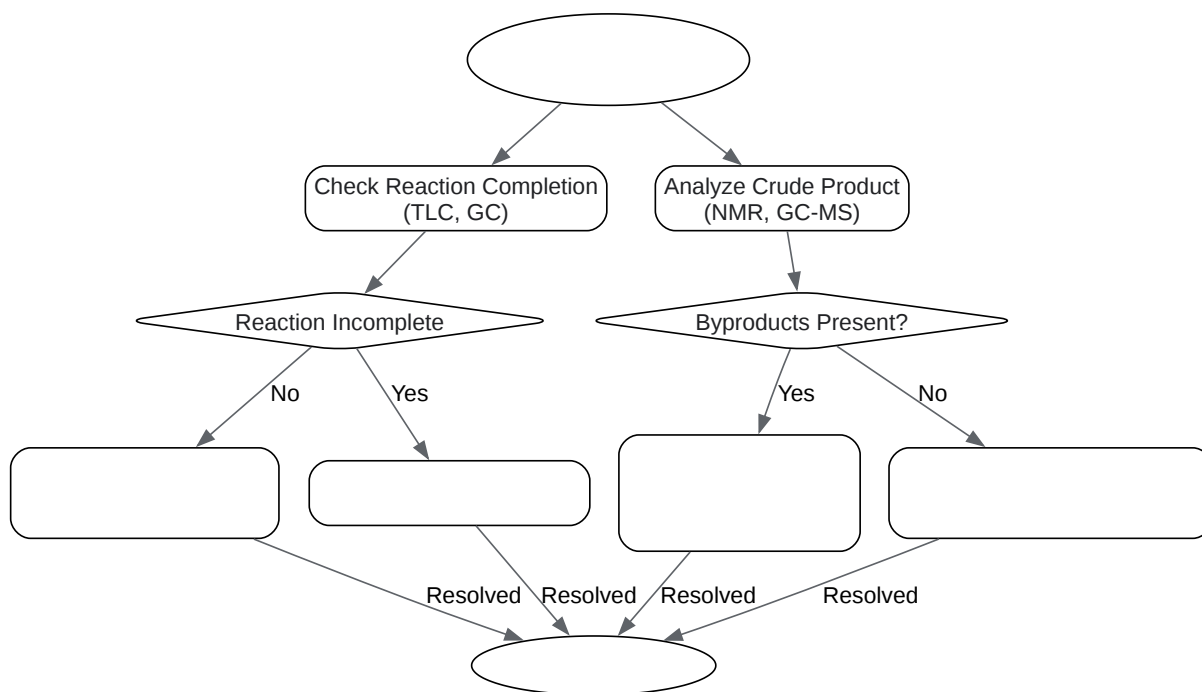 Check Reaction Completion
(TLC, GC)
Analyze Crude Product
(NMR, GC-MS)
Reaction Incomplete
Byproducts Present?
No
Yes
Yes
No
Resolved
Resolved
Resolved
Resolved